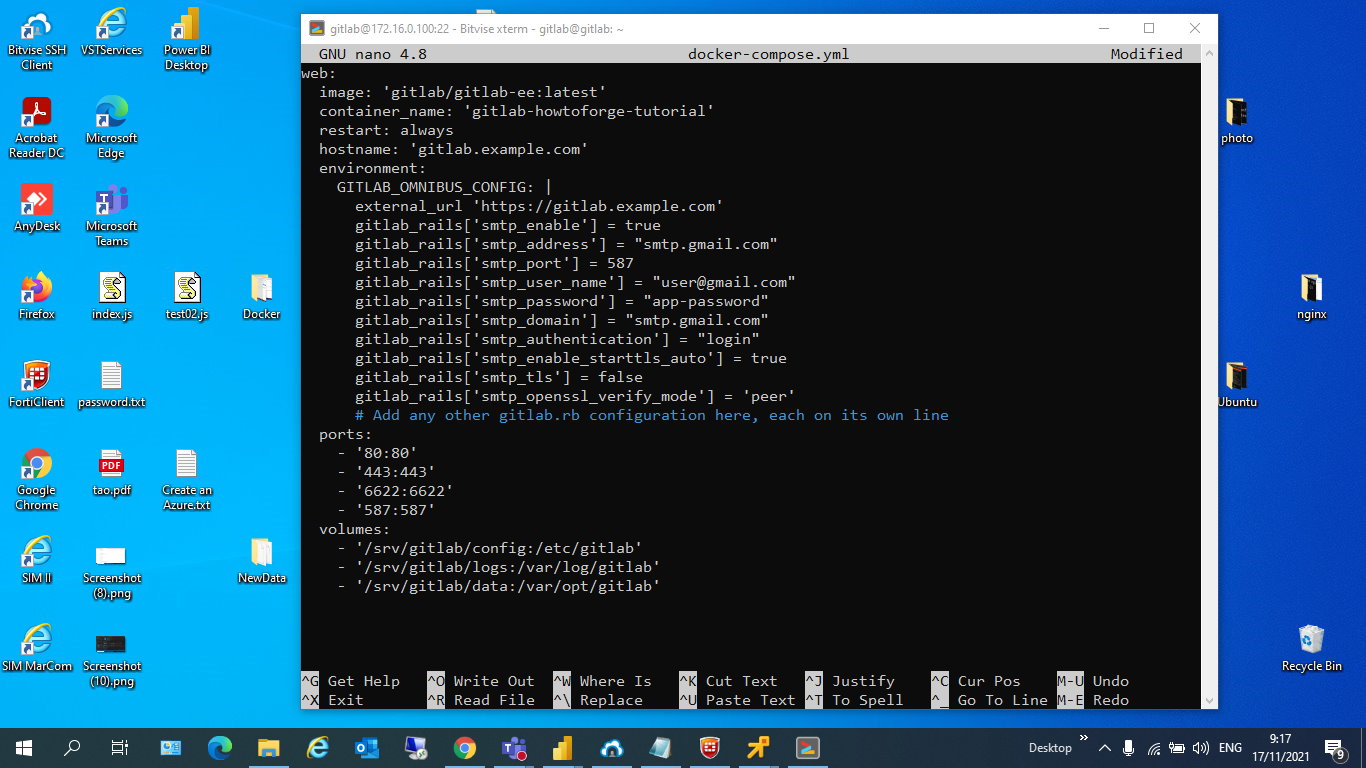 Bitvise SSH Client
VSTServices
Power BI Desktop
Acrobat Reader DC
Microsoft Edge
AnyDesk
Microsoft Teams
Firefox
index.js
test02.js
Docker
FortiClient
password.txt
Google Chrome
tao.pdf
Create an Azure.txt
SIM II
Screenshot (8).png
NewData
SIM MarCom
Screenshot (10).png
gitlab@172.16.0.100:22 - Bitvise xterm - gitlab@gitlab: ~
GNU nano 4.8 docker-compose.yml Modified
web:
image: 'gitlab/gitlab-ee:latest'
container_name: 'gitlab-howtoforge-tutorial'
restart: always
hostname: 'gitlab.example.com'
environment:
GITLAB_OMNIBUS_CONFIG: |
external_url 'https://gitlab.example.com'
gitlab_rails['smtp_enable'] = true
gitlab_rails['smtp_address'] = "smtp.gmail.com"
gitlab_rails['smtp_port'] = 587
gitlab_rails['smtp_user_name'] = "user@gmail.com"
gitlab_rails['smtp_password'] = "app-password"
gitlab_rails['smtp_domain'] = "smtp.gmail.com"
gitlab_rails['smtp_authentication'] = "login"
gitlab_rails['smtp_enable_starttls_auto'] = true
gitlab_rails['smtp_tls'] = false
gitlab_rails['smtp_openssl_verify_mode'] = 'peer'
# Add any other gitlab.rb configuration here, each on its own line
ports:
- '80:80'
- '443:443'
- '6622:6622'
- '587:587'
volumes:
- '/srv/gitlab/config:/etc/gitlab'
- '/srv/gitlab/logs:/var/log/gitlab'
- '/srv/gitlab/data:/var/opt/gitlab'
^G Get Help ^O Write Out ^W Where Is ^K Cut Text ^J Justify ^C Cur Pos M-U Undo
^X Exit ^R Read File ^\ Replace ^U Paste Text ^T To Spell ^_ Go To Line M-E Redo
photo
nginx
Ubuntu
Recycle Bin
Desktop » ENG 9:17
17/11/2021 9